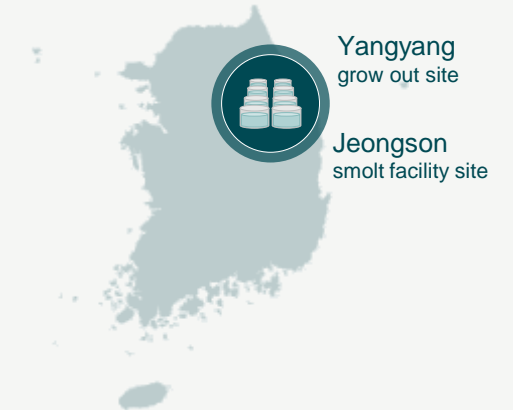 Yangyang
grow out site
Jeongson
smolt facility site